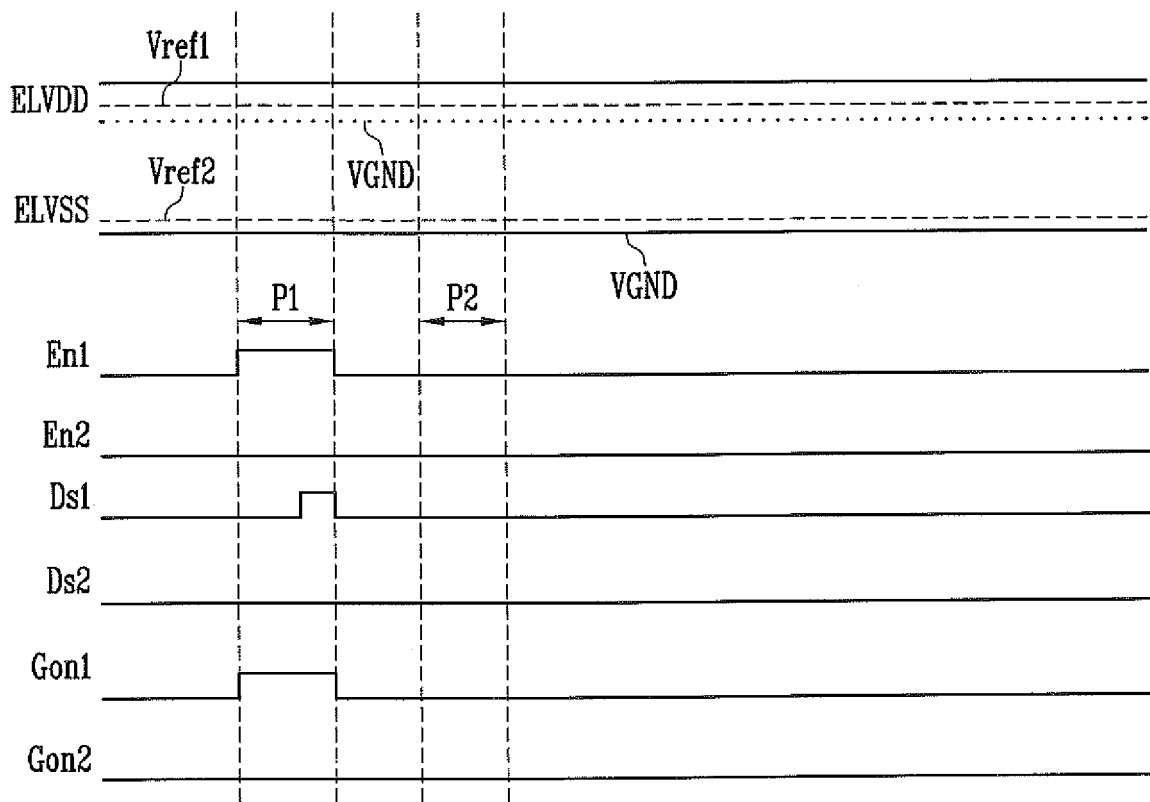 Vref1
ELVDD
VGND
Vref2
ELVSS
VGND
P1
P2
En1
En2
Ds1
Ds2
Gon1
Gon2